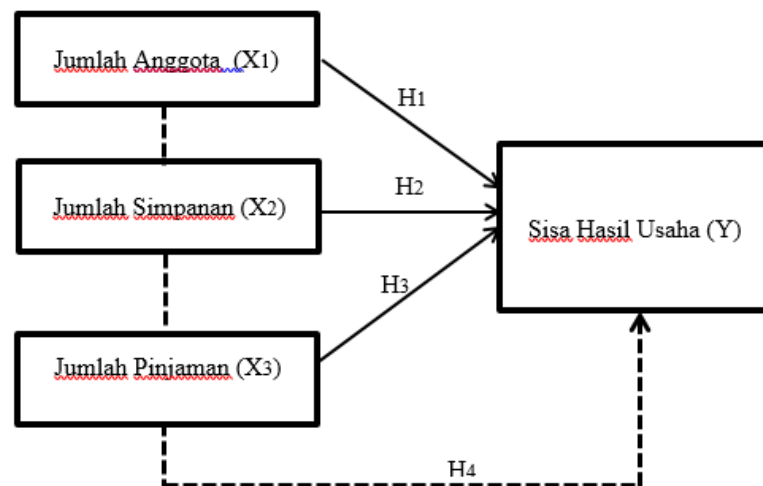 Jumlah Anggota (X1)
H1
Jumlah Simpanan (X2)
H2
Sisa Hasil Usaha (Y)
H3
Jumlah Pinjaman (X3)
H4